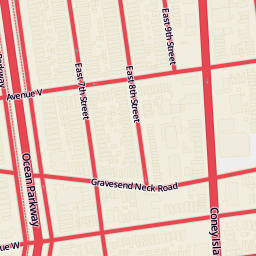 East 9th Street
East 7th Street
East 8th Street
Avenue V
Parkway
Ocean Parkway
Gravesend Neck Road
Coney Isla
ue W